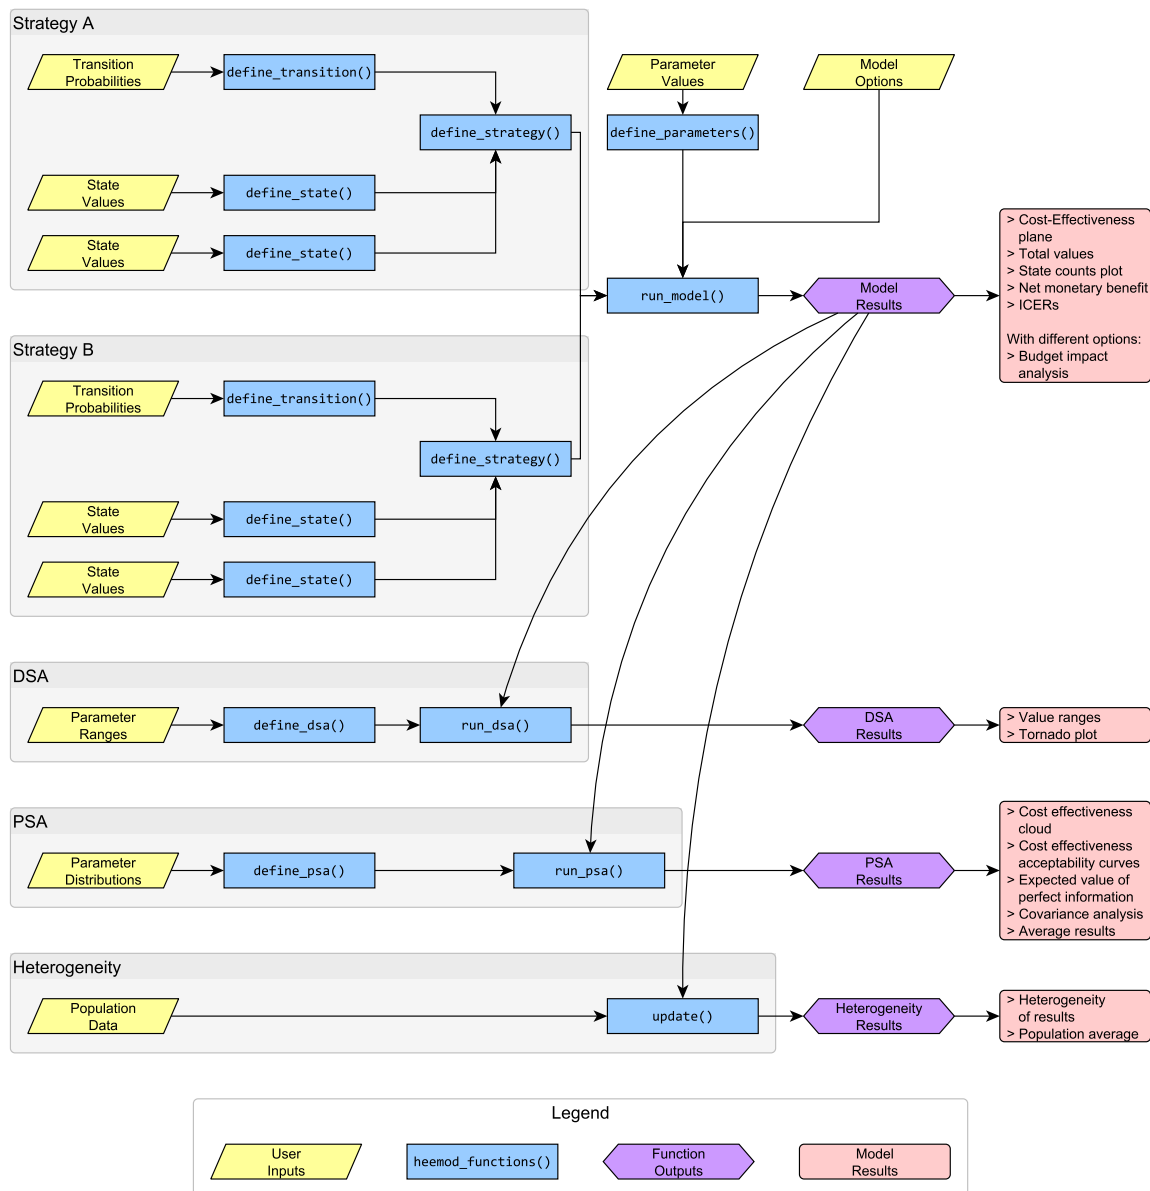 Strategy A
Transition
Probabilities
define_transition()
Parameter
Values
Model
Options
define_strategy()
define_parameters()
State
Values
define_state()
State
Values
define_state()
run_model()
Model
Results
> Cost-Effectiveness
plane
> Total values
> State counts plot
> Net monetary benefit
> ICERs
With different options:
> Budget impact
analysis
Strategy B
Transition
Probabilities
define_transition()
define_strategy()
State
Values
define_state()
State
Values
define_state()
DSA
Parameter
Ranges
define_dsa()
run_dsa()
DSA
Results
> Value ranges
> Tornado plot
PSA
Parameter
Distributions
define_psa()
run_psa()
PSA
Results
> Cost effectiveness
cloud
> Cost effectiveness
acceptability curves
> Expected value of
perfect information
> Covariance analysis
> Average results
Heterogeneity
Population
Data
update()
Heterogeneity
Results
> Heterogeneity
of results
> Population average
Legend
User
Inputs
heemod_functions()
Function
Outputs
Model
Results